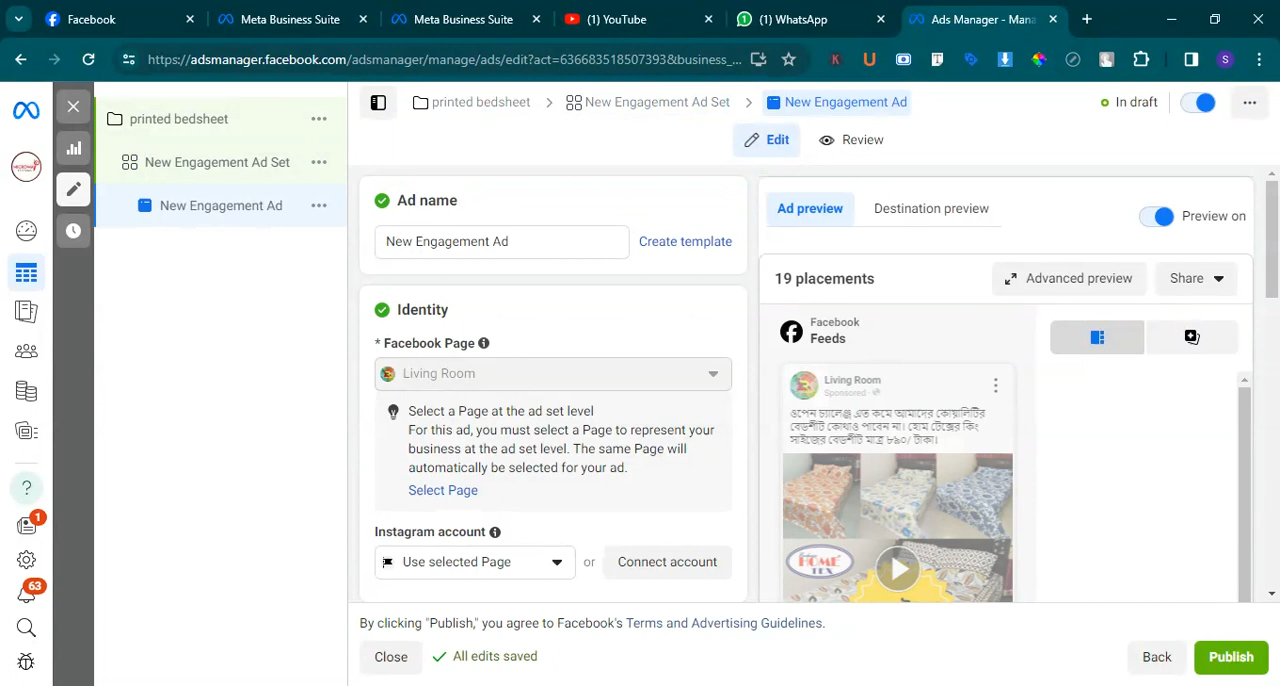 Facebook
Meta Business Suite
Meta Business Suite
(1) YouTube
(1) WhatsApp
Ads Manager - Mana
https://adsmanager.facebook.com/adsmanager/manage/ads/edit?act=636683518507393&business_...
K
U
S
printed bedsheet
New Engagement Ad Set
New Engagement Ad
In draft
Edit
Review
printed bedsheet
New Engagement Ad Set
New Engagement Ad
1
63
Ad name
New Engagement Ad
Create template
Identity
* Facebook Page
Living Room
Select a Page at the ad set level
For this ad, you must select a Page to represent your
business at the ad set level. The same Page will
automatically be selected for your ad.
Select Page
Instagram account
Use selected Page
or
Connect account
Ad preview
Destination preview
Preview on
19 placements
Advanced preview
Share
Facebook
Feeds
Living Room
Sponsored
ওপেন চ্যালেঞ্জ এত কমে আমাদের কোয়ালিটির
বেডশীট কোথাও পাবেন না। হোম টেক্সের কিং
সাইজের বেডশীট মাত্র ৮৯০/ টাকা।
HOME
TEX
By clicking "Publish," you agree to Facebook's Terms and Advertising Guidelines.
Close
All edits saved
Back
Publish